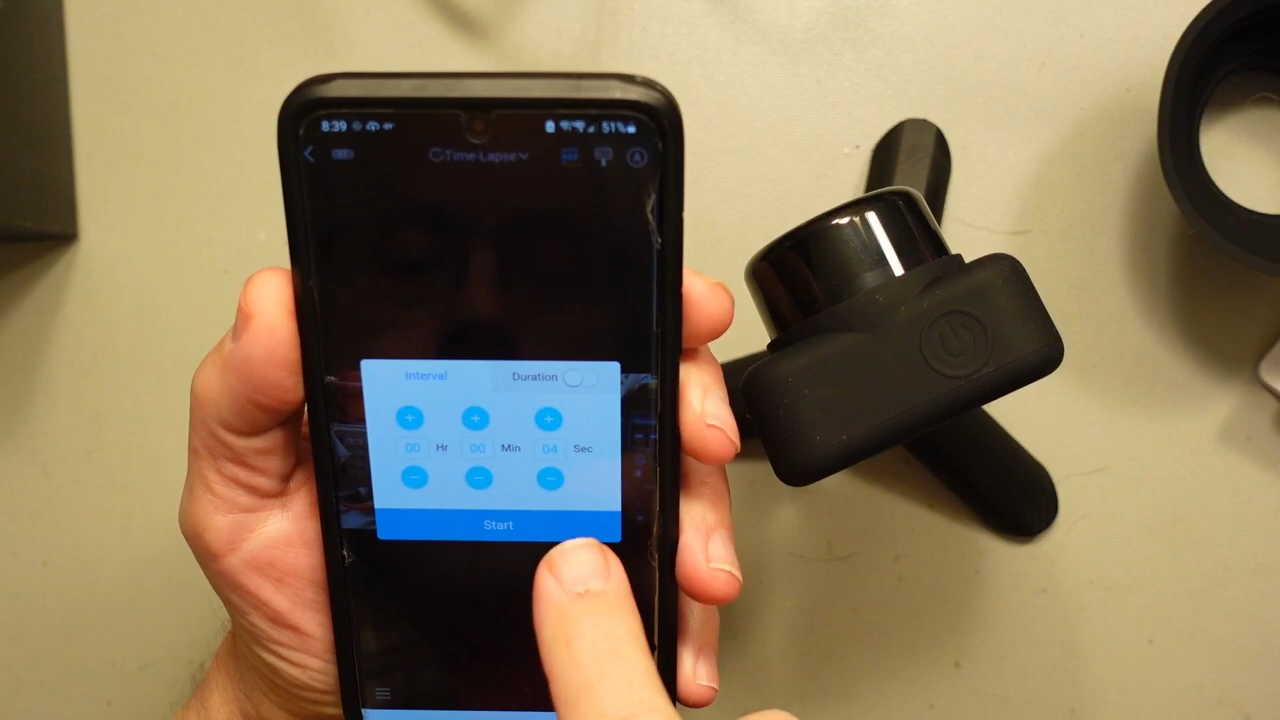 8:39 51%
Time-Lapse
A
Interval Duration
00 Hr 00 Min 04 Sec
Start